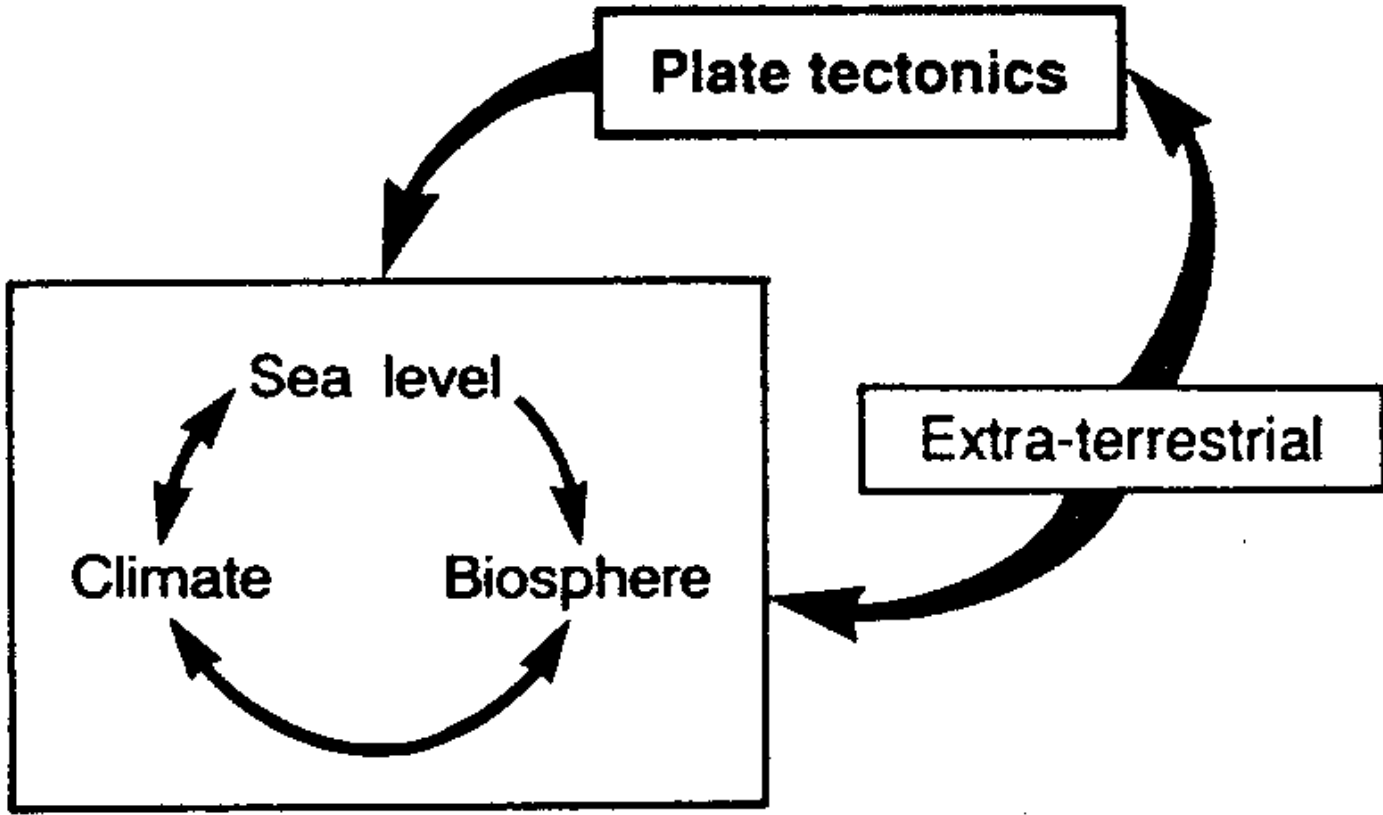 Plate tectonics
Sea level
Extra-terrestrial
Climate
Biosphere